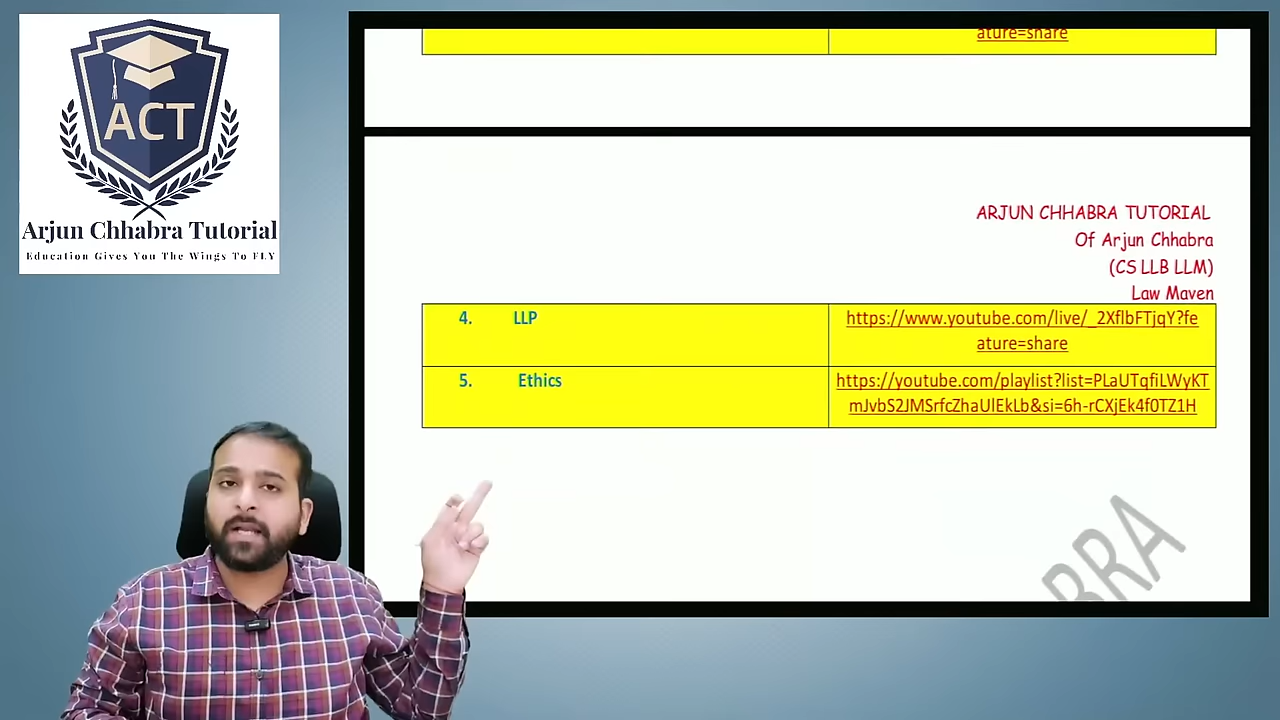 ACT
Arjun Chhabra Tutorial
Education Gives You The Wings To FLY
ature=share
ARJUN CHHABRA TUTORIAL
Of Arjun Chhabra
(CS LLB LLM)
Law Maven
4. LLP https://www.youtube.com/live/_2XflbFTjqY?fe
ature=share
5. Ethics https://youtube.com/playlist?list=PLaUTqfiLWyKT
mJvbS2JMSrfcZhaUlEkLb&si=6h-rCXjEk4f0TZ1H
BRA